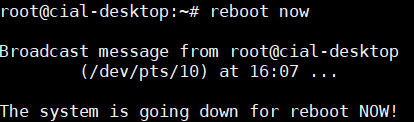 root@cial-desktop:~# reboot now
Broadcast message from root@cial-desktop
(/dev/pts/10) at 16:07 ...
The system is going down for reboot NOW!